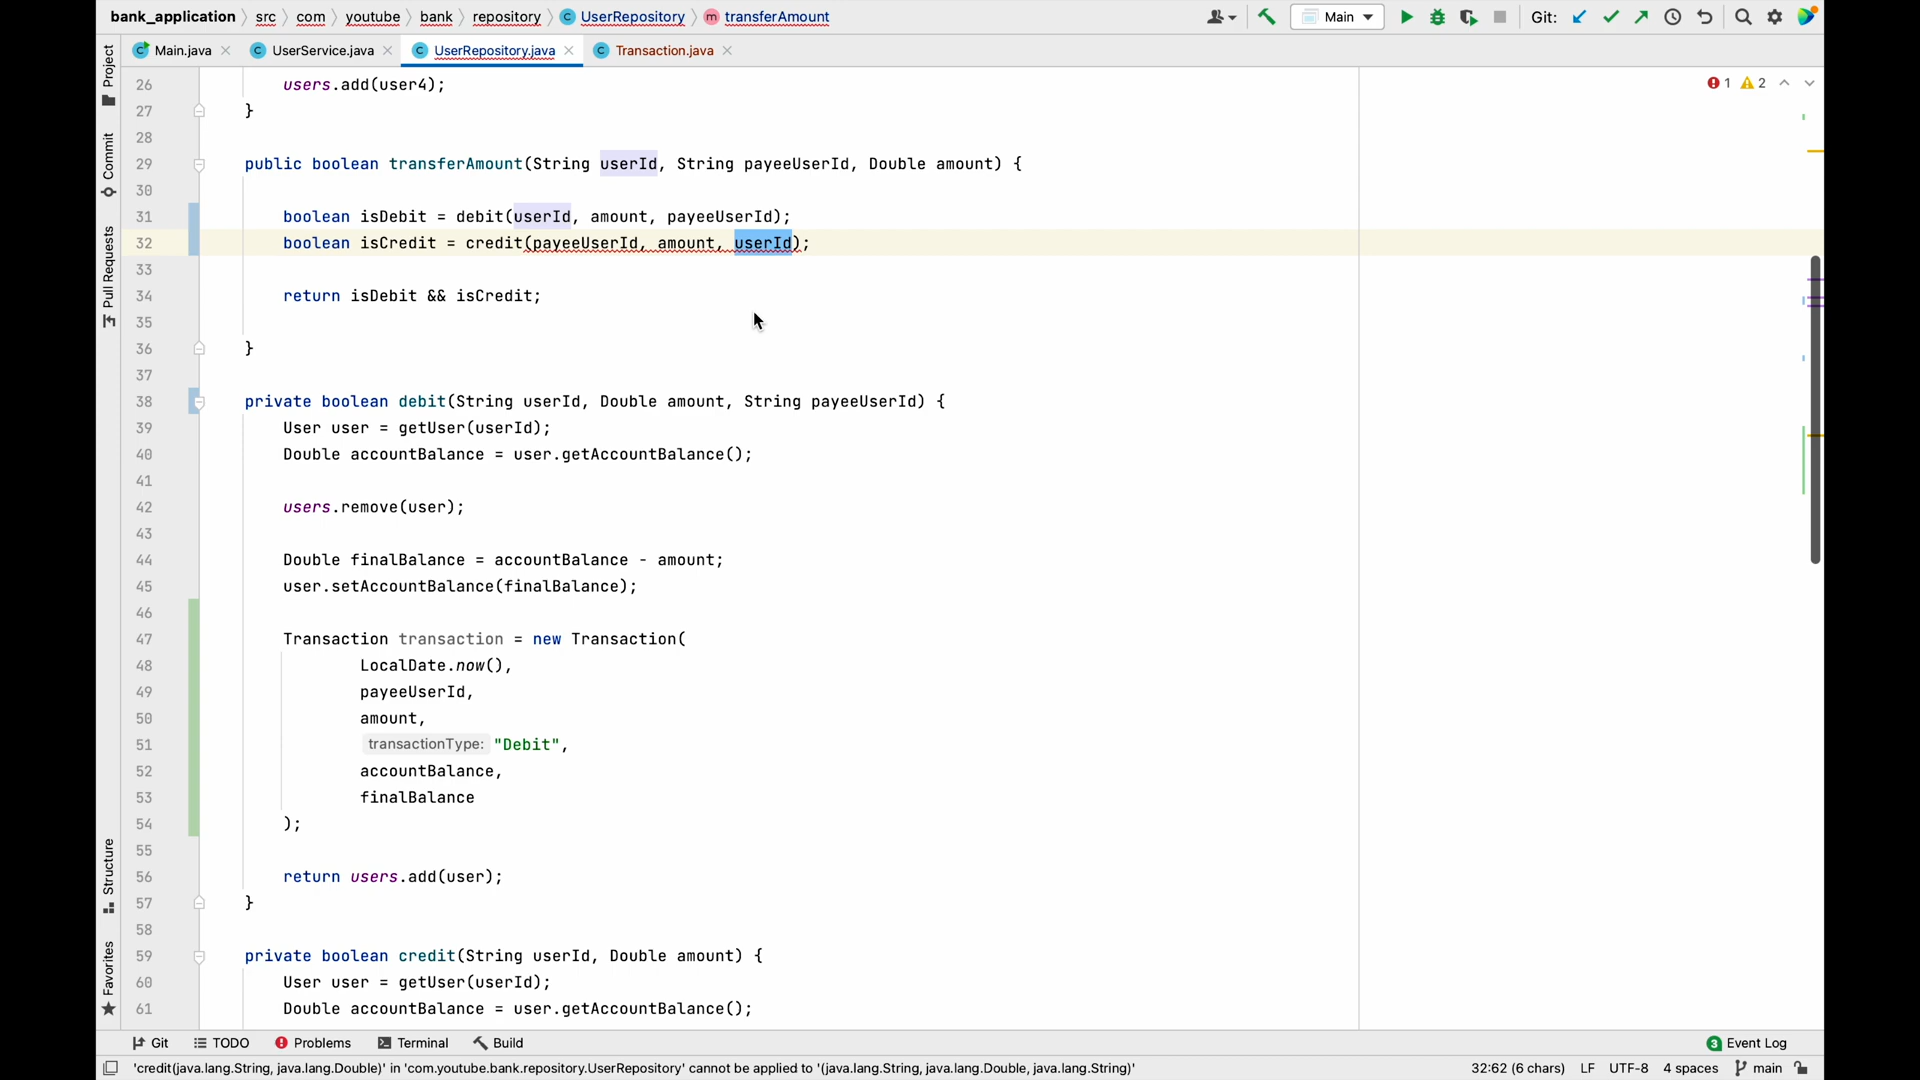 bank_application src com youtube bank repository UserRepository transferAmount Main Git:
Main.java UserService.java UserRepository.java Transaction.java
Project
Commit
Pull Requests
Structure
Favorites
1 2
26 users.add(user4);
27 }
28
29 public boolean transferAmount(String userId, String payeeUserId, Double amount) {
30
31 boolean isDebit = debit(userId, amount, payeeUserId);
32 boolean isCredit = credit(payeeUserId, amount, userId);
33
34 return isDebit && isCredit;
35
36 }
37
38 private boolean debit(String userId, Double amount, String payeeUserId) {
39 User user = getUser(userId);
40 Double accountBalance = user.getAccountBalance();
41
42 users.remove(user);
43
44 Double finalBalance = accountBalance - amount;
45 user.setAccountBalance(finalBalance);
46
47 Transaction transaction = new Transaction(
48 LocalDate.now(),
49 payeeUserId,
50 amount,
51 transactionType: "Debit",
52 accountBalance,
53 finalBalance
54 );
55
56 return users.add(user);
57 }
58
59 private boolean credit(String userId, Double amount) {
60 User user = getUser(userId);
61 Double accountBalance = user.getAccountBalance();
Git TODO Problems Terminal Build 3 Event Log
'credit(java.lang.String, java.lang.Double)' in 'com.youtube.bank.repository.UserRepository' cannot be applied to '(java.lang.String, java.lang.Double, java.lang.String)' 32:62 (6 chars) LF UTF-8 4 spaces main